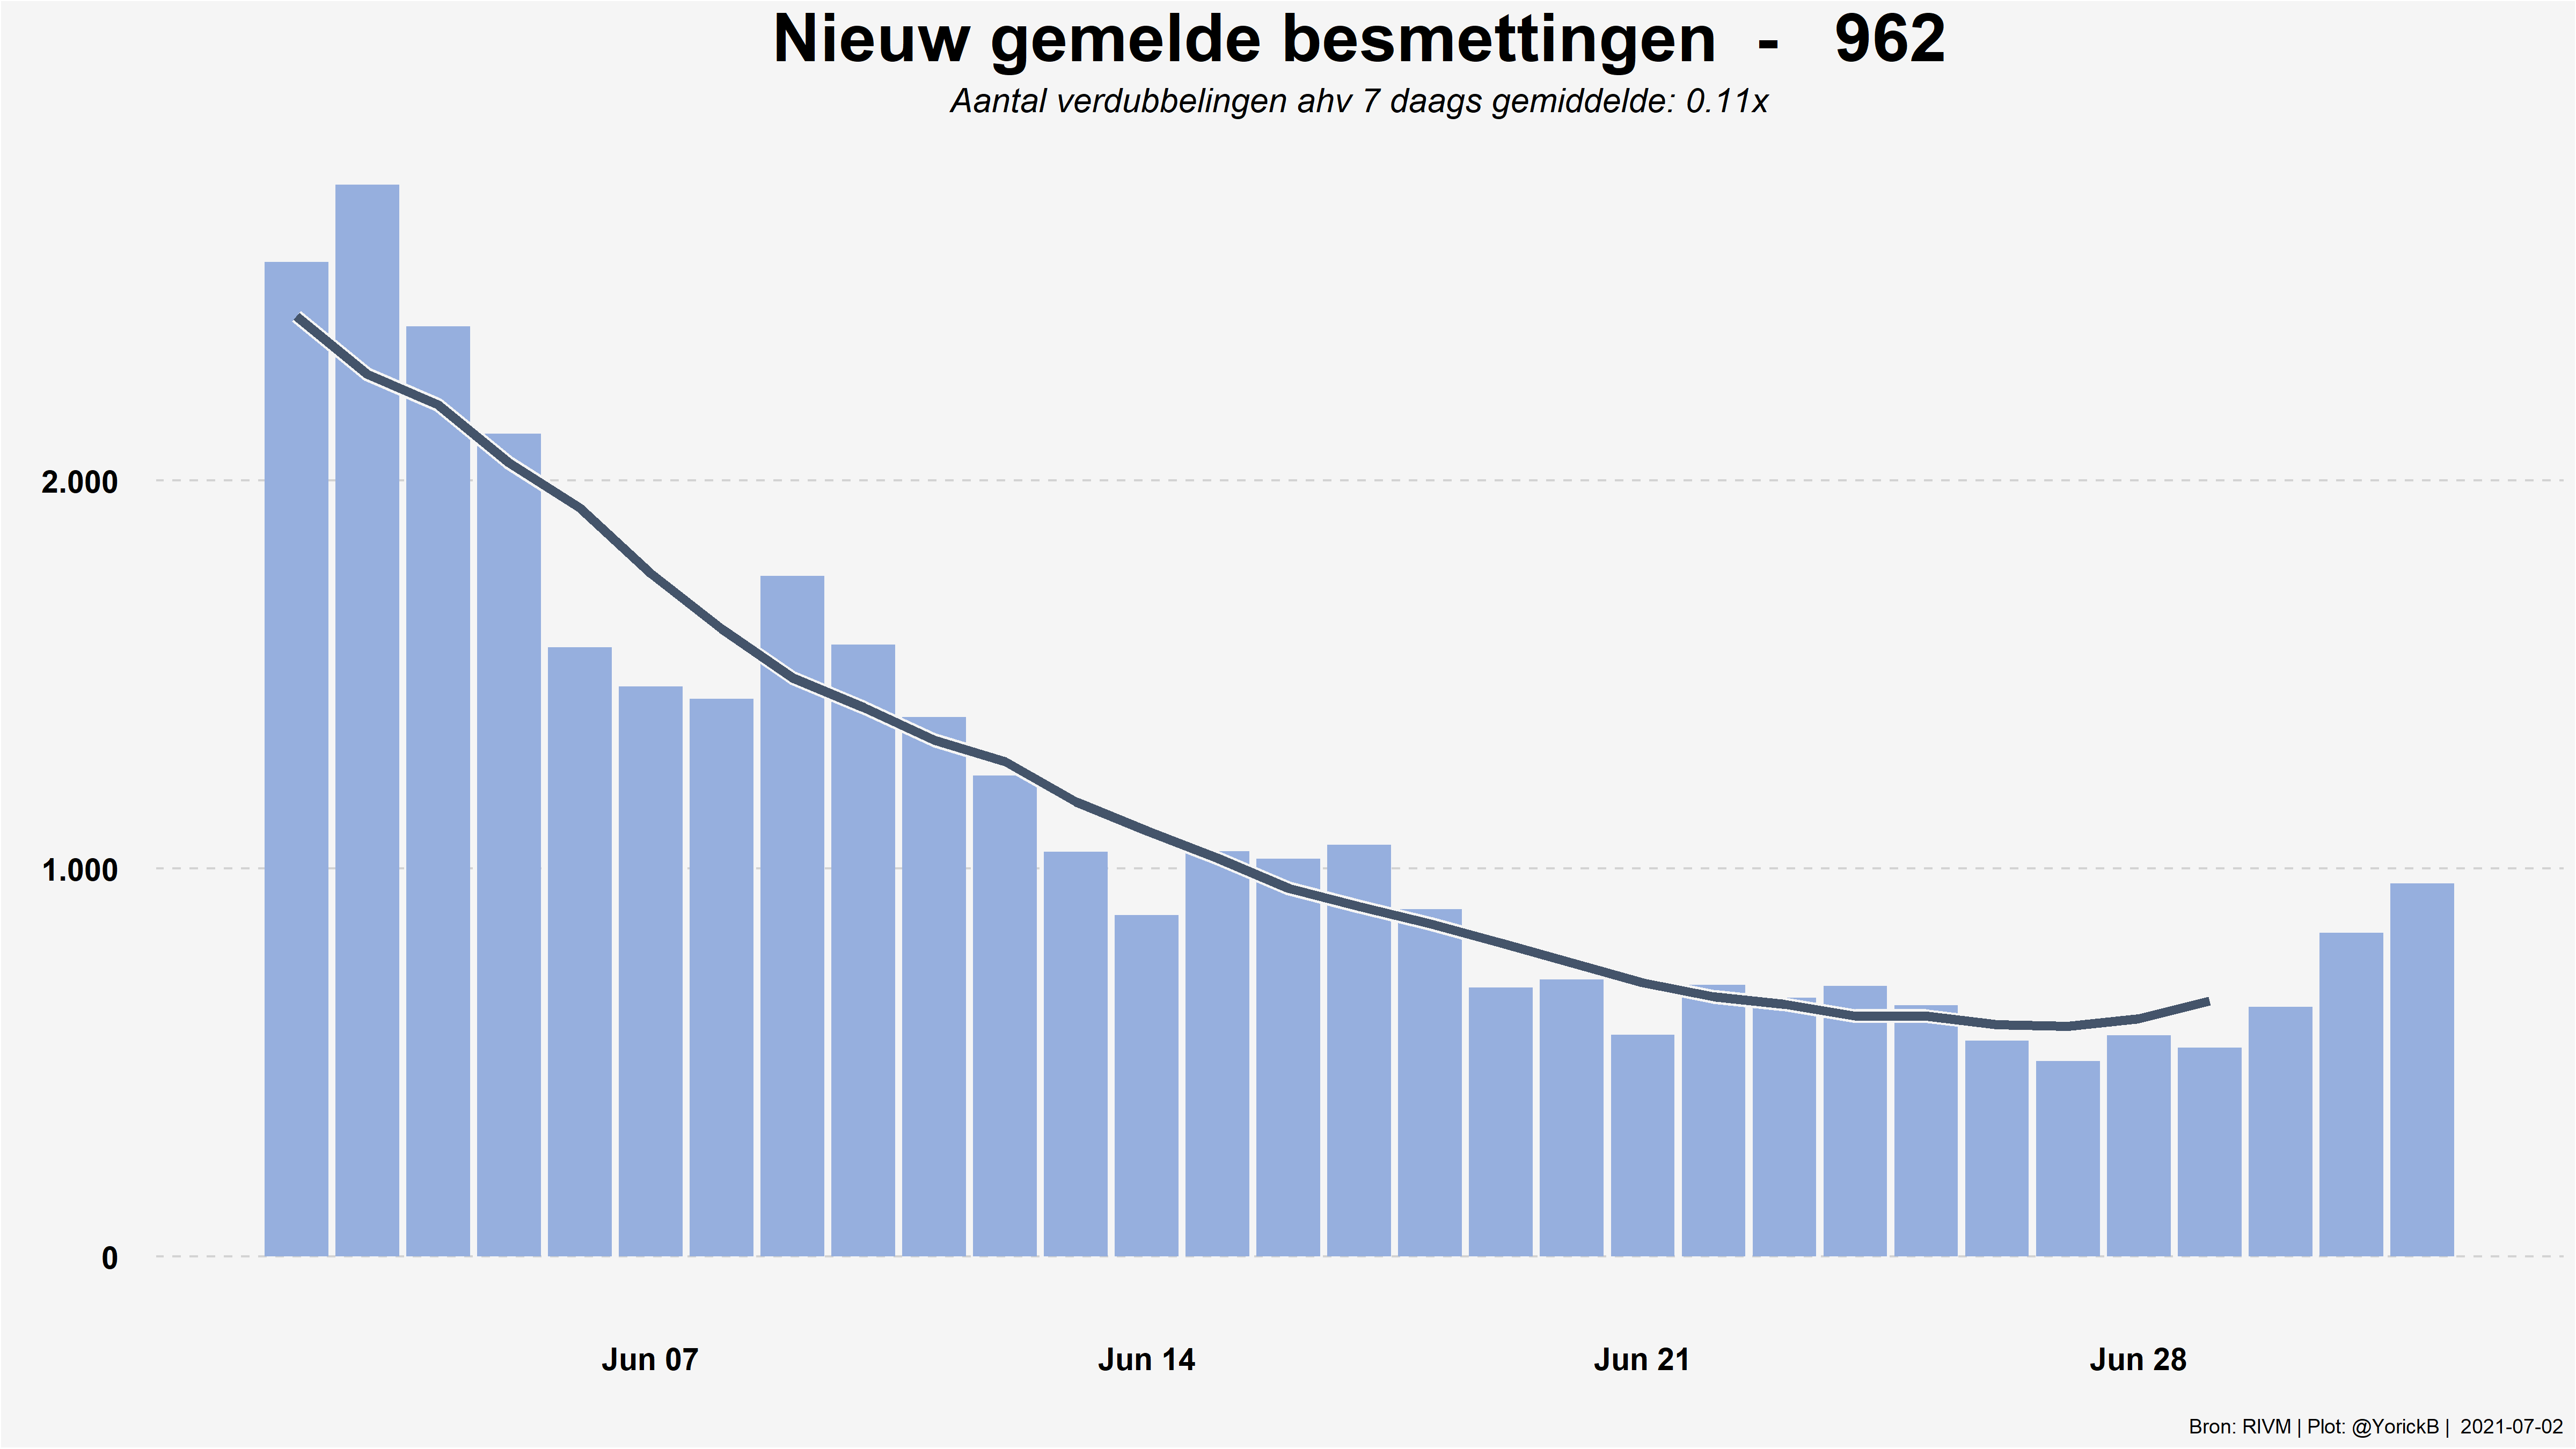 Nieuw gemelde besmettingen - 962
Aantal verdubbelingen ahv 7 daags gemiddelde: 0.11x
2.000
1.000
0
Jun 07
Jun 14
Jun 21
Jun 28
Bron: RIVM | Plot: @YorickB | 2021-07-02